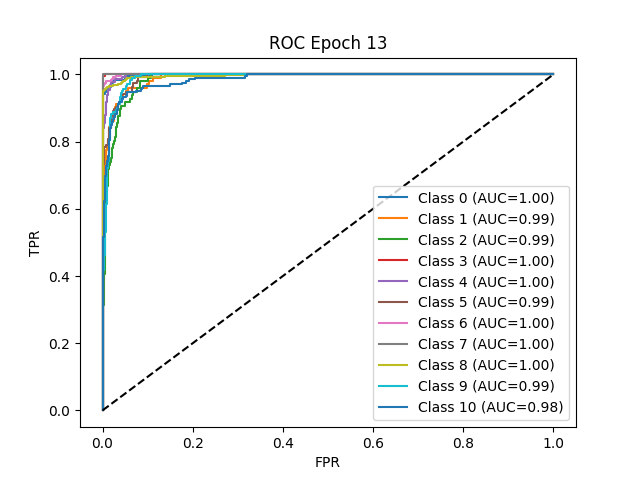 ROC Epoch 13
1.0
0.8
0.6
0.4
0.2
0.0
TPR
Class 0 (AUC=1.00)
Class 1 (AUC=0.99)
Class 2 (AUC=0.99)
Class 3 (AUC=1.00)
Class 4 (AUC=1.00)
Class 5 (AUC=0.99)
Class 6 (AUC=1.00)
Class 7 (AUC=1.00)
Class 8 (AUC=1.00)
Class 9 (AUC=0.99)
Class 10 (AUC=0.98)
0.0 0.2 0.4 0.6 0.8 1.0
FPR